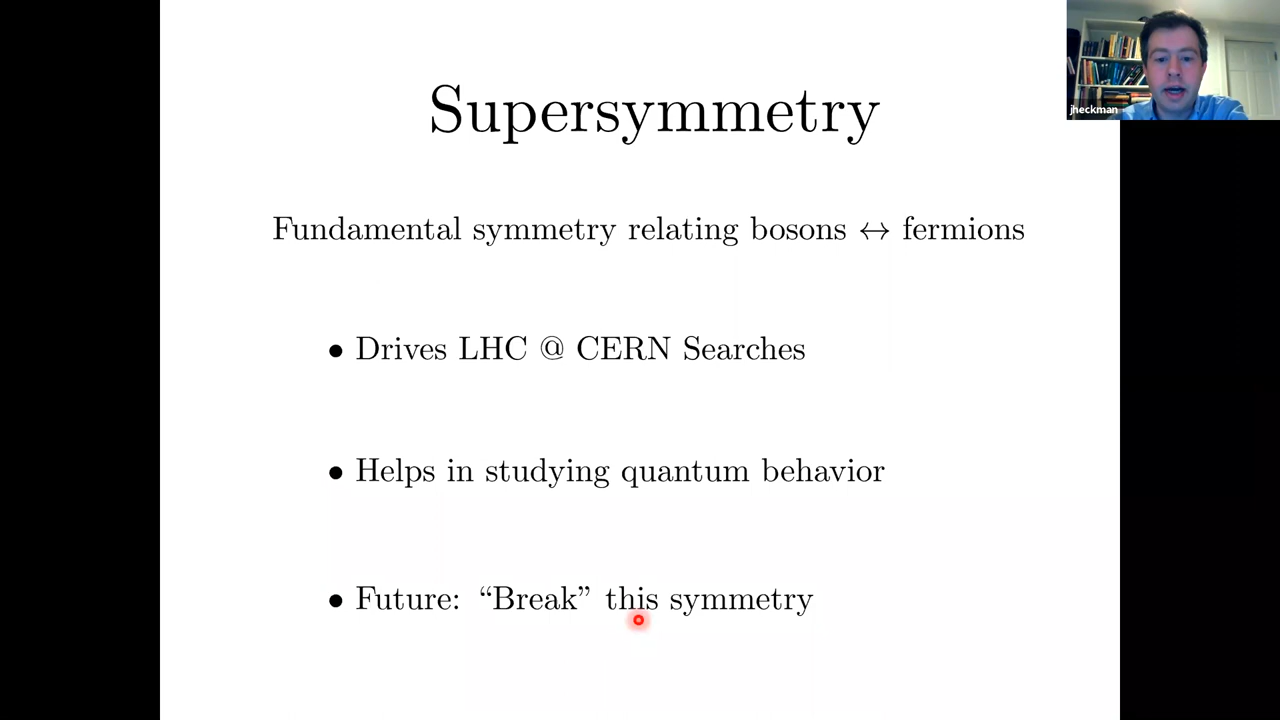 Supersymmetry
jheckman
Fundamental symmetry relating bosons ↔ fermions
• Drives LHC @ CERN Searches
• Helps in studying quantum behavior
• Future: “Break” this symmetry